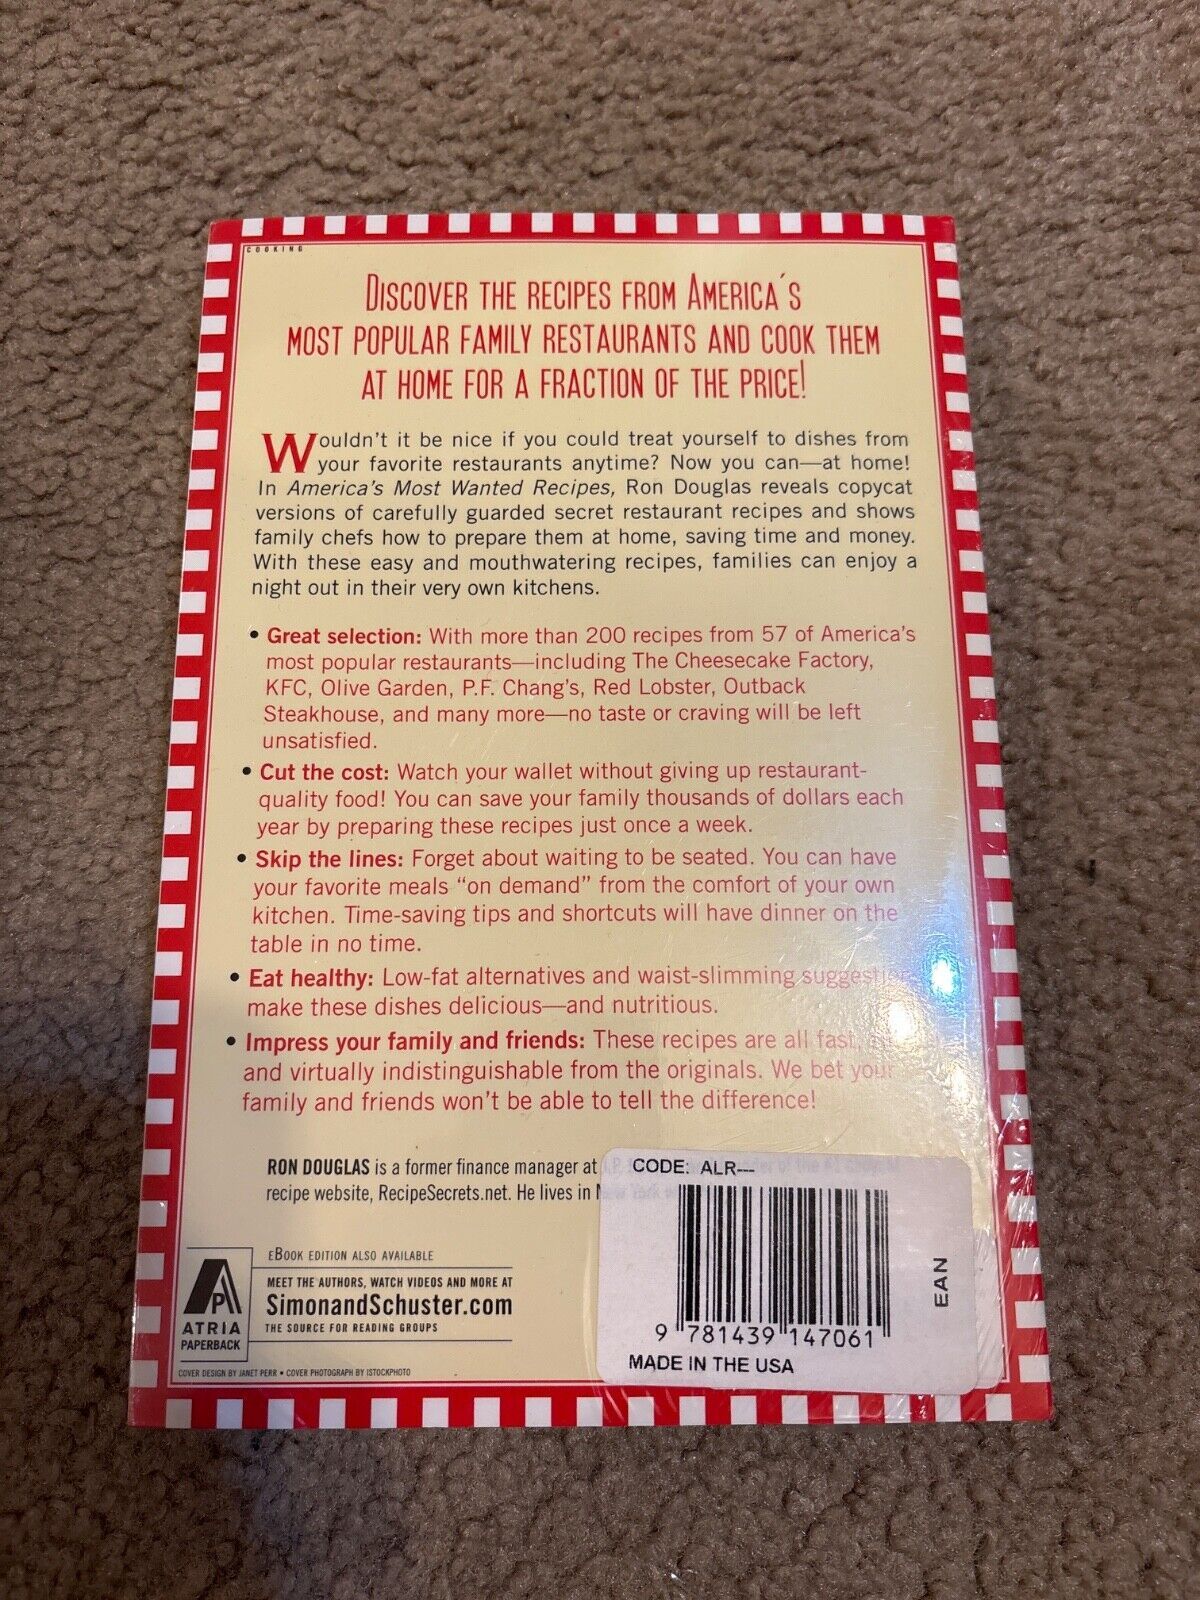 COOKING
DISCOVER THE RECIPES FROM AMERICA´S
MOST POPULAR FAMILY RESTAURANTS AND COOK THEM
AT HOME FOR A FRACTION OF THE PRICE!
Wouldn't it be nice if you could treat yourself to dishes from
your favorite restaurants anytime? Now you can—at home!
In America's Most Wanted Recipes, Ron Douglas reveals copycat
versions of carefully guarded secret restaurant recipes and shows
family chefs how to prepare them at home, saving time and money.
With these easy and mouthwatering recipes, families can enjoy a
night out in their very own kitchens.
• Great selection: With more than 200 recipes from 57 of America's
most popular restaurants—including The Cheesecake Factory,
KFC, Olive Garden, P.F. Chang's, Red Lobster, Outback
Steakhouse, and many more—no taste or craving will be left
unsatisfied.
• Cut the cost: Watch your wallet without giving up restaurant-
quality food! You can save your family thousands of dollars each
year by preparing these recipes just once a week.
• Skip the lines: Forget about waiting to be seated. You can have
your favorite meals “on demand” from the comfort of your own
kitchen. Time-saving tips and shortcuts will have dinner on the
table in no time.
• Eat healthy: Low-fat alternatives and waist-slimming
make these dishes delicious—and nutritious.
• Impress your family and friends: These recipes are all fast,
and virtually indistinguishable from the originals. We bet your
family and friends won't be able to tell the difference!
RON DOUGLAS is a former finance manager at
recipe website, RecipeSecrets.net. He lives in
CODE: ALR---
EAN
9 781439 147061
MADE IN THE USA
EBOOK EDITION ALSO AVAILABLE
MEET THE AUTHORS, WATCH VIDEOS AND MORE AT
SimonandSchuster.com
THE SOURCE FOR READING GROUPS
AP
ATRIA
PAPERBACK
COVER DESIGN BY JANET PERR • COVER PHOTOGRAPH BY ISTOCKPHOTO